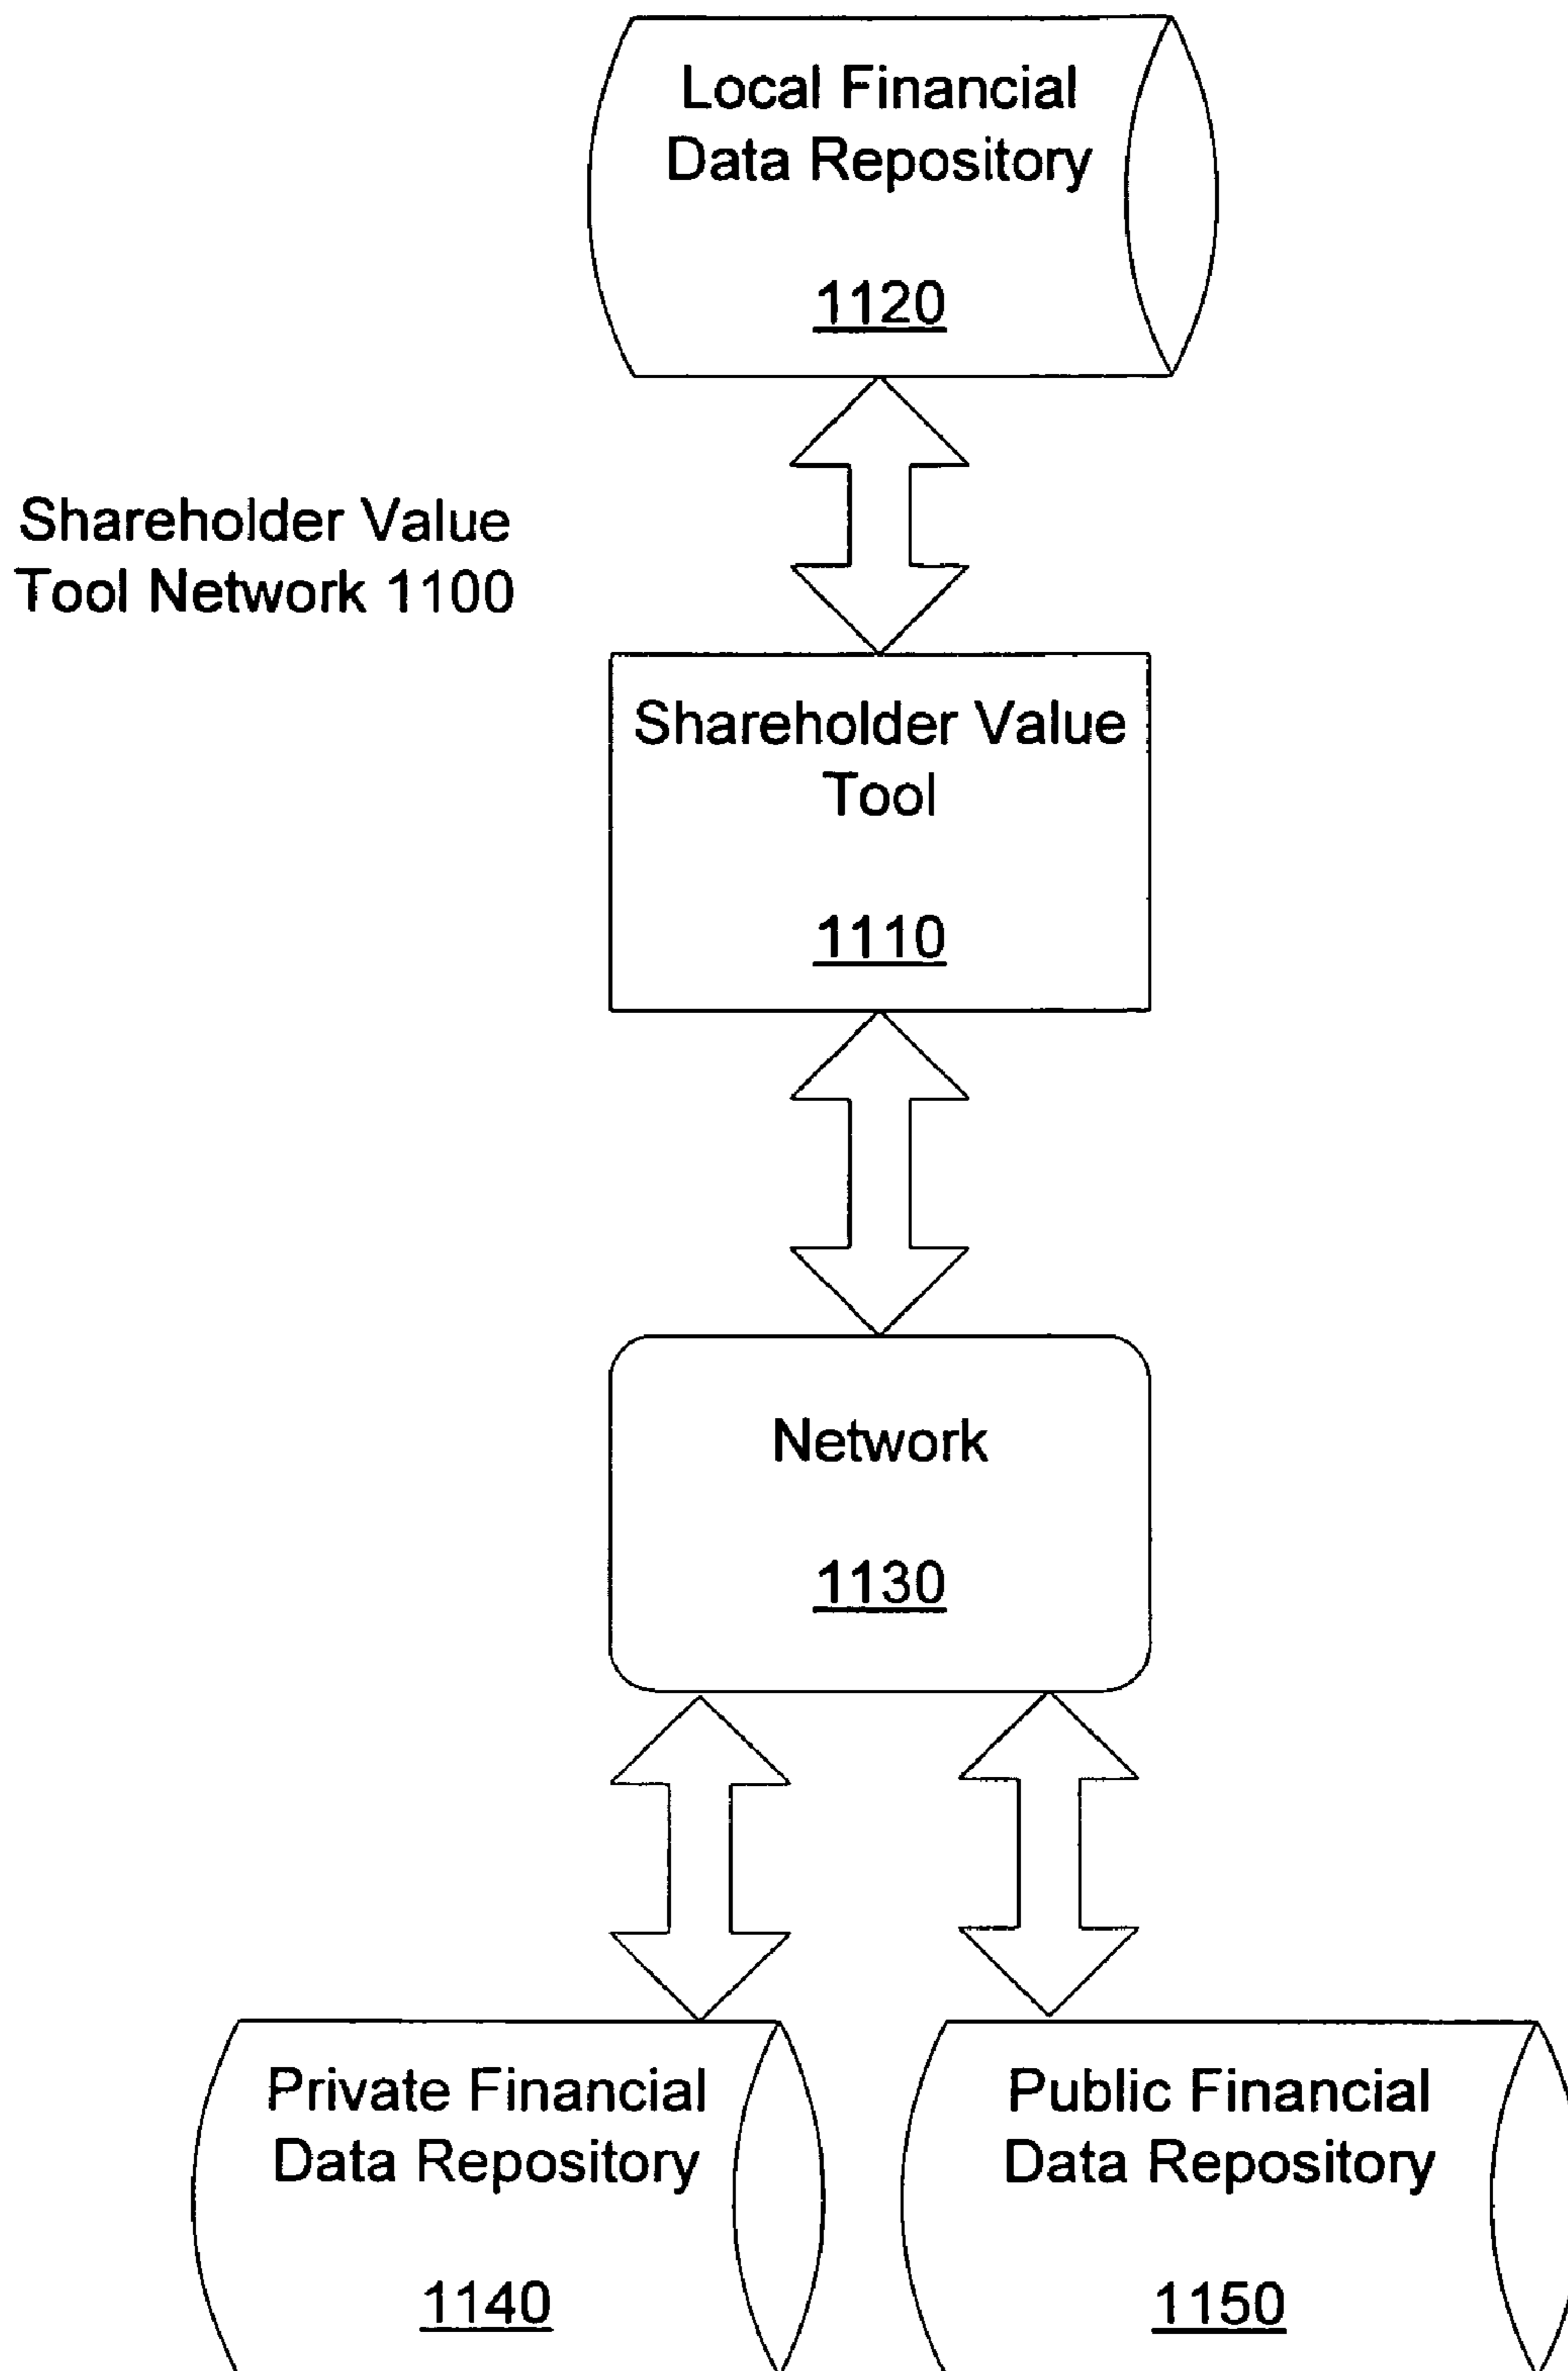 Local Financial
Data Repository
1120
Shareholder Value
Tool Network 1100
Shareholder Value
Tool
1110
Network
1130
Private Financial
Data Repository
1140
Public Financial
Data Repository
1150